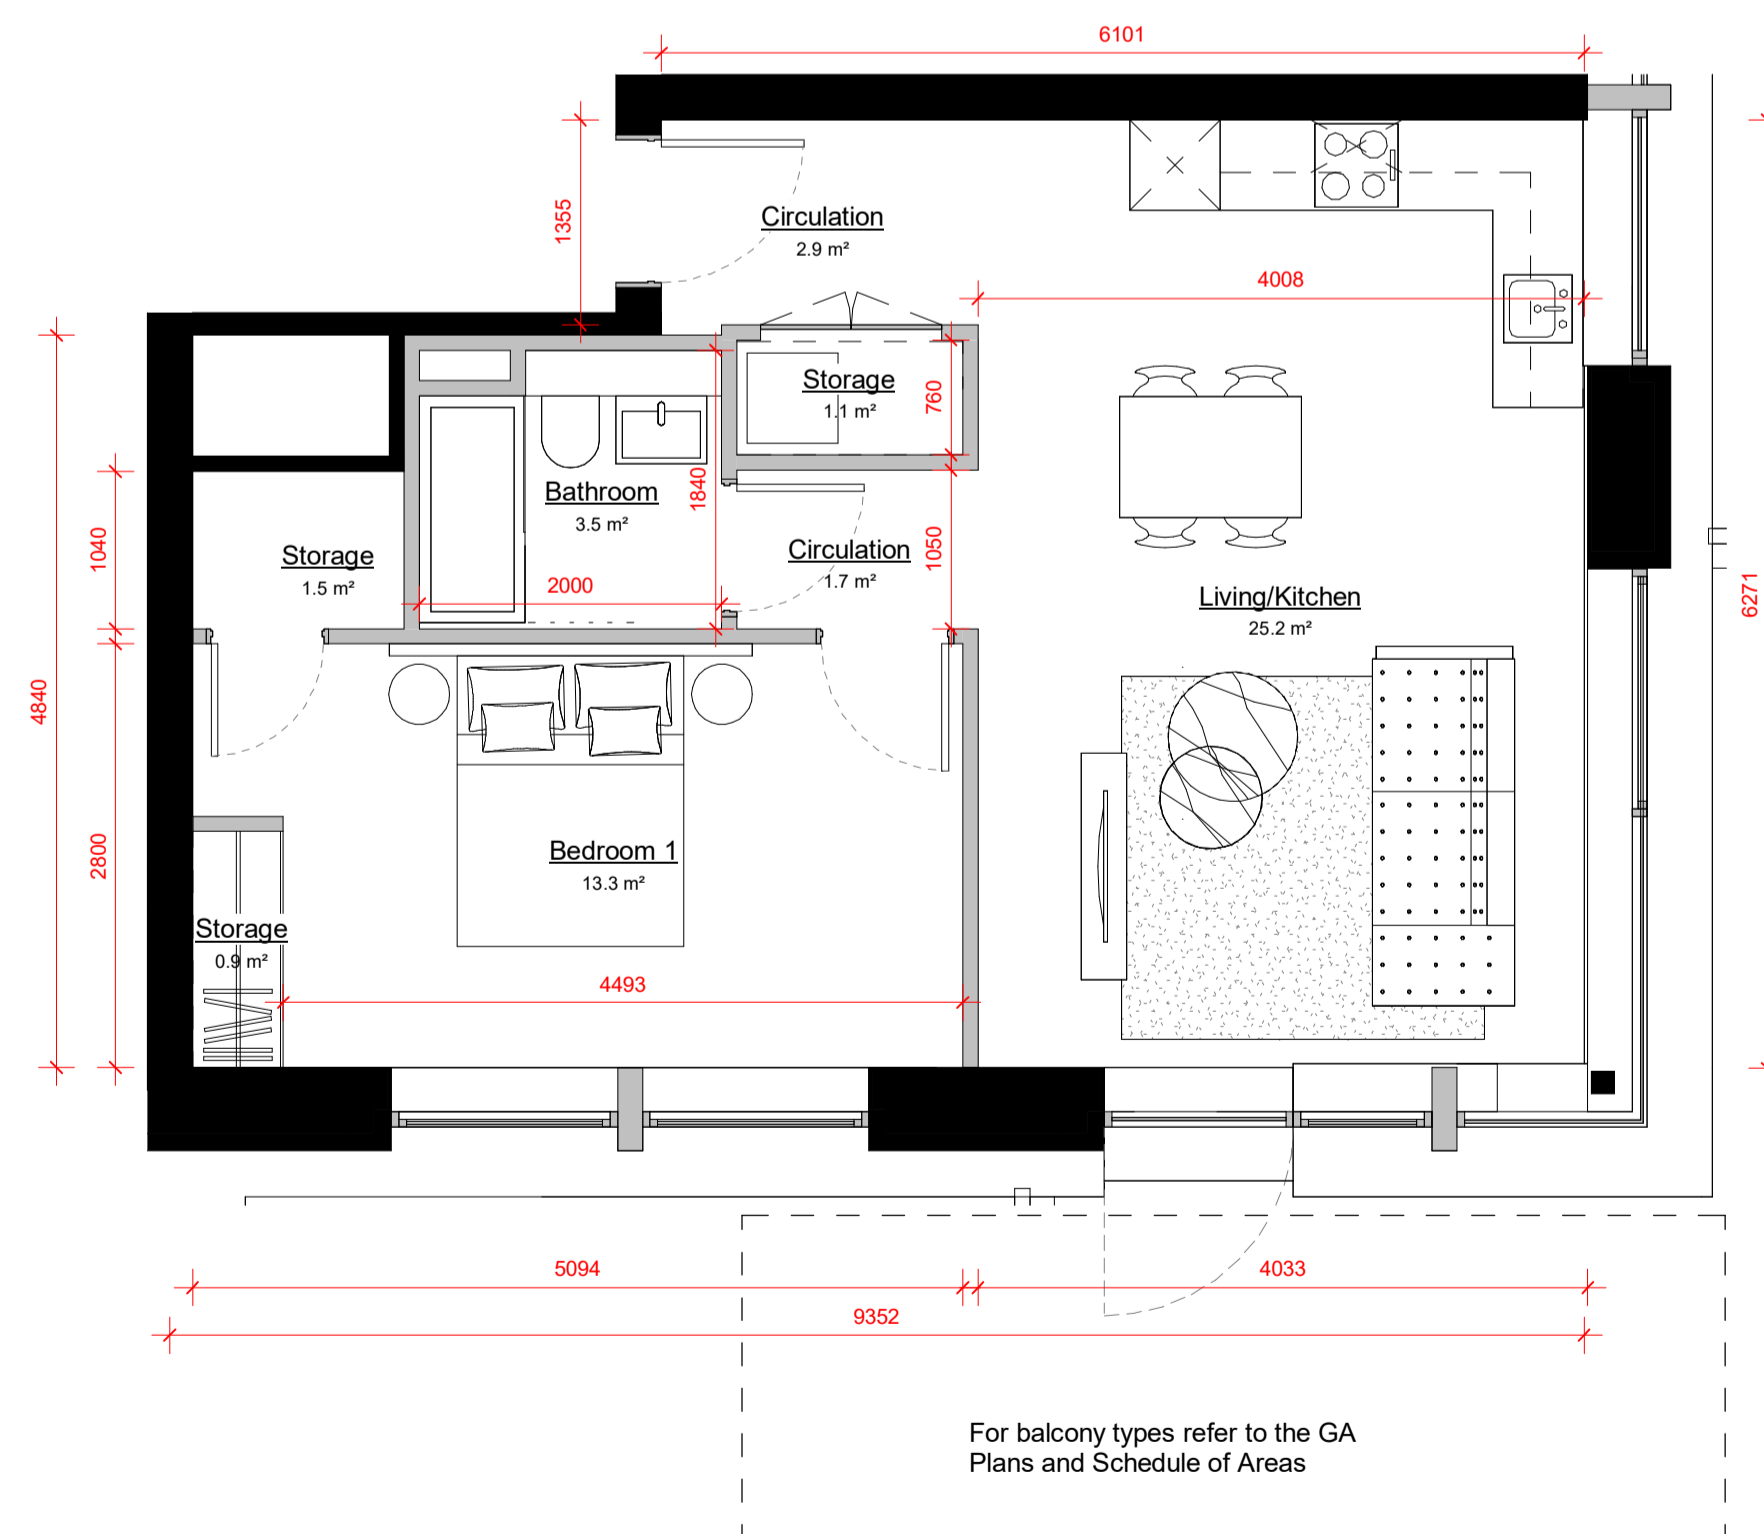 6101
1355
Circulation
2.9 m²
4008
Storage
1.1 m²
760
Bathroom
3.5 m²
1840
2000
Circulation
1.7 m²
1050
Storage
1.5 m²
1040
4840
Living/Kitchen
25.2 m²
6271
2800
Bedroom 1
13.3 m²
Storage
0.9 m²
4493
5094
4033
9352
For balcony types refer to the GA
Plans and Schedule of Areas